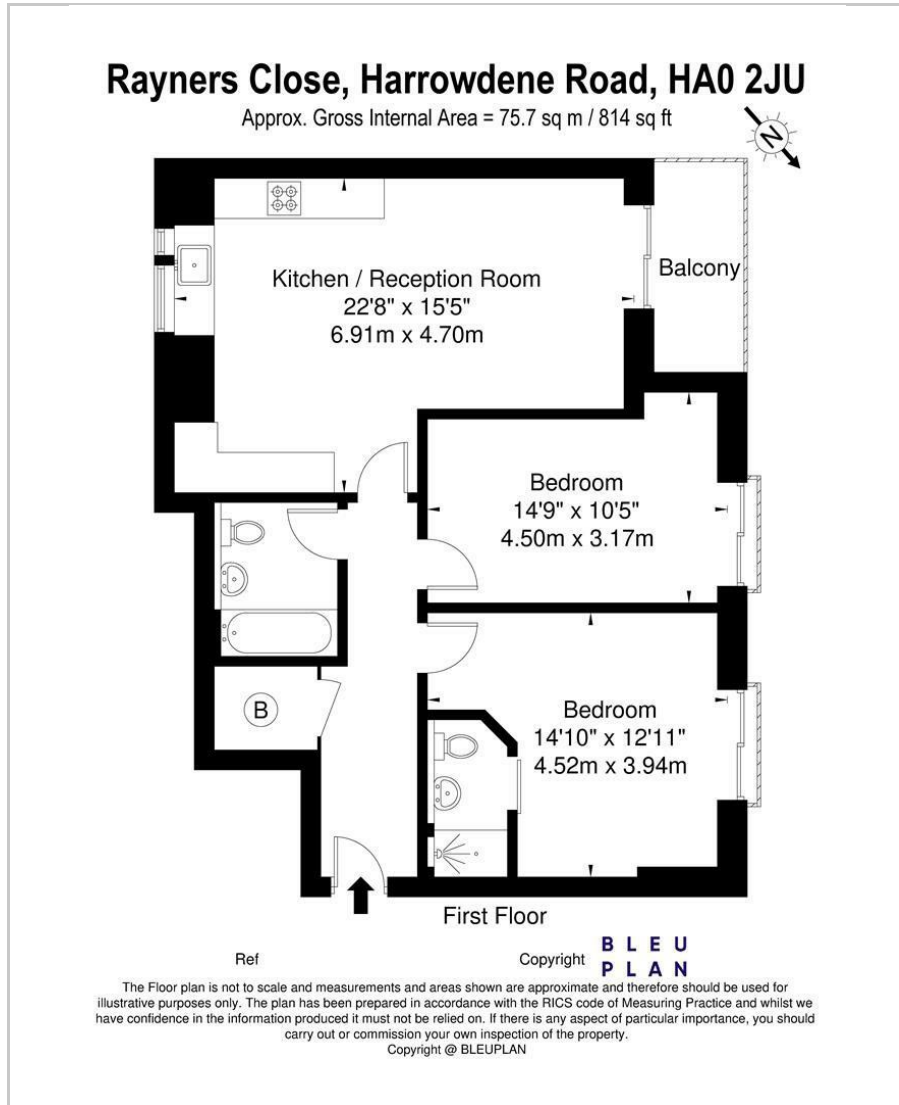 Rayners Close, Harrowdene Road, HA0 2JU
Approx. Gross Internal Area = 75.7 sq m / 814 sq ft
N
Kitchen / Reception Room
22'8" x 15'5"
6.91m x 4.70m
Balcony
Bedroom
14'9" x 10'5"
4.50m x 3.17m
B
Bedroom
14'10" x 12'11"
4.52m x 3.94m
First Floor
Ref
Copyright
BLEU
PLAN
The Floor plan is not to scale and measurements and areas shown are approximate and therefore should be used for
illustrative purposes only. The plan has been prepared in accordance with the RICS code of Measuring Practice and whilst we
have confidence in the information produced it must not be relied on. If there is any aspect of particular importance, you should
carry out or commission your own inspection of the property.
Copyright @ BLEUPLAN